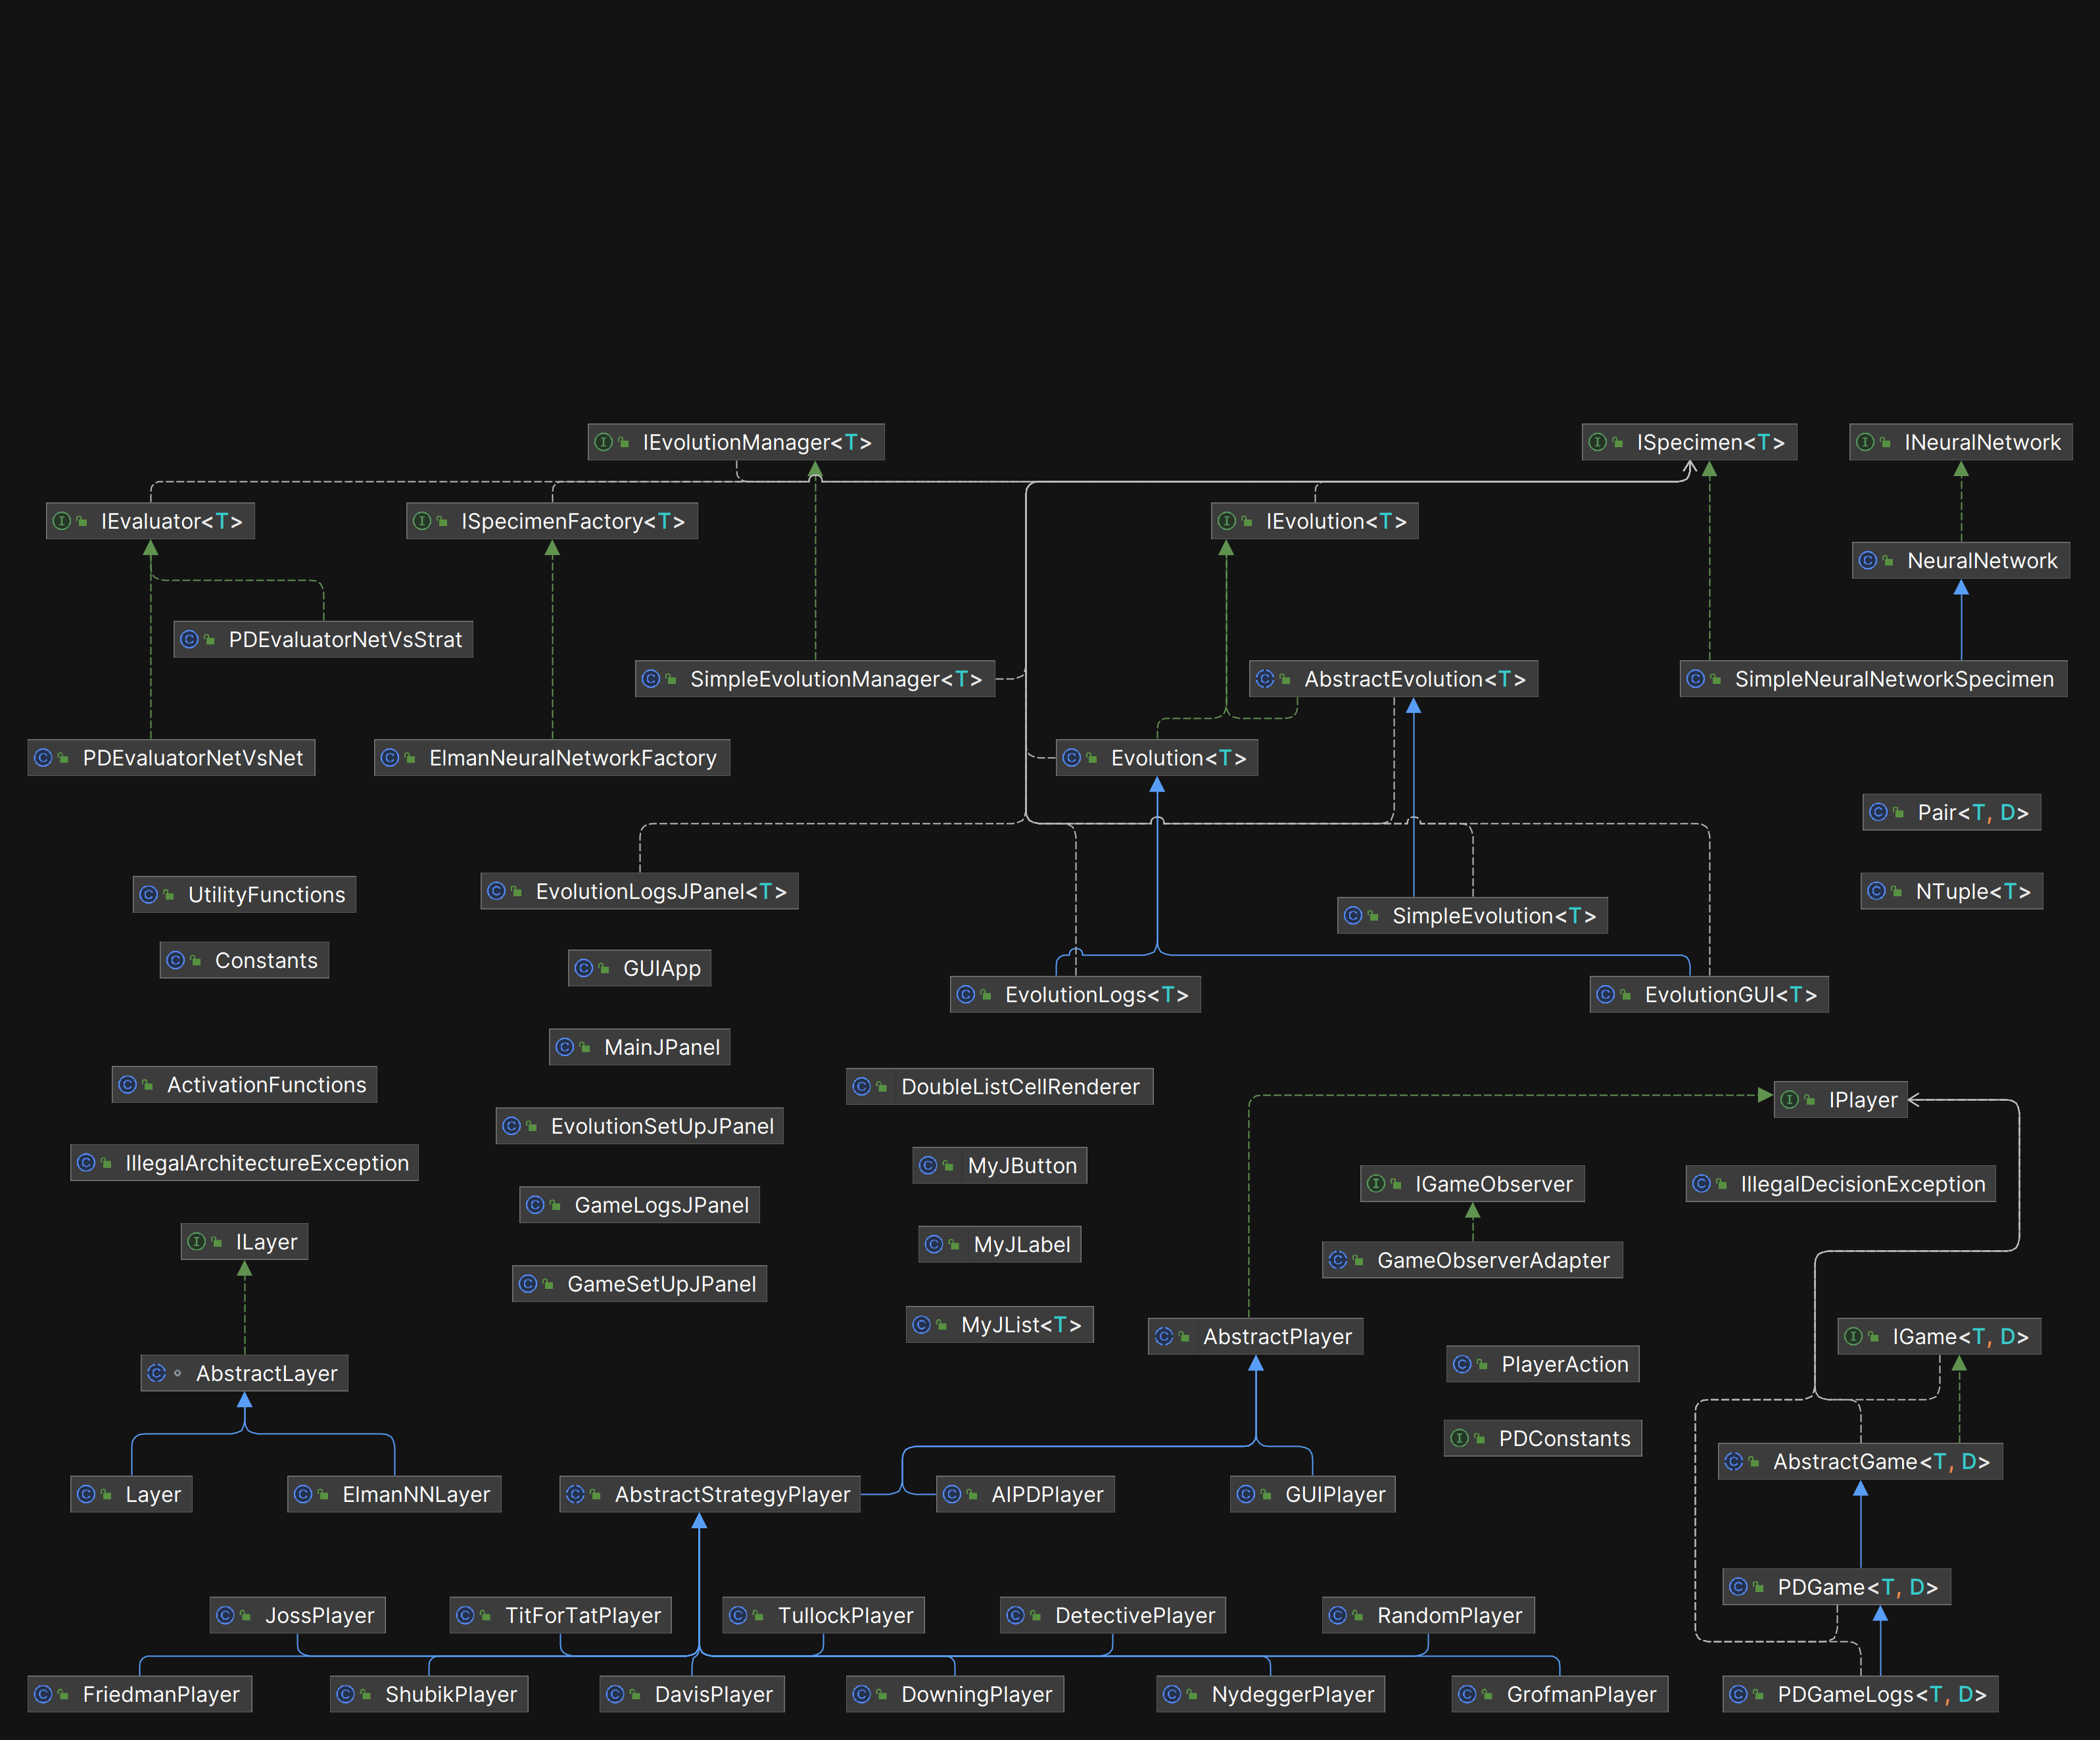 IEvolutionManager<T>
ISpecimen<T>
INeuralNetwork
IEvaluator<T>
ISpecimenFactory<T>
IEvolution<T>
NeuralNetwork
PDEvaluatorNetVsStrat
SimpleEvolutionManager<T>
AbstractEvolution<T>
SimpleNeuralNetworkSpecimen
PDEvaluatorNetVsNet
ElmanNeuralNetworkFactory
Evolution<T>
Pair<T, D>
UtilityFunctions
EvolutionLogsJPanel<T>
NTuple<T>
SimpleEvolution<T>
Constants
GUIApp
EvolutionLogs<T>
EvolutionGUI<T>
MainJPanel
ActivationFunctions
DoubleListCellRenderer
IPlayer
EvolutionSetUpJPanel
IllegalArchitectureException
MyJButton
IGameObserver
IllegalDecisionException
GameLogsJPanel
ILayer
MyJLabel
GameObserverAdapter
GameSetUpJPanel
MyJList<T>
AbstractPlayer
IGame<T, D>
AbstractLayer
PlayerAction
PDConstants
AbstractGame<T, D>
Layer
ElmanNNLayer
AbstractStrategyPlayer
AIPDPlayer
GUIPlayer
PDGame<T, D>
JossPlayer
TitForTatPlayer
TullockPlayer
DetectivePlayer
RandomPlayer
FriedmanPlayer
ShubikPlayer
DavisPlayer
DowningPlayer
NydeggerPlayer
GrofmanPlayer
PDGameLogs<T, D>